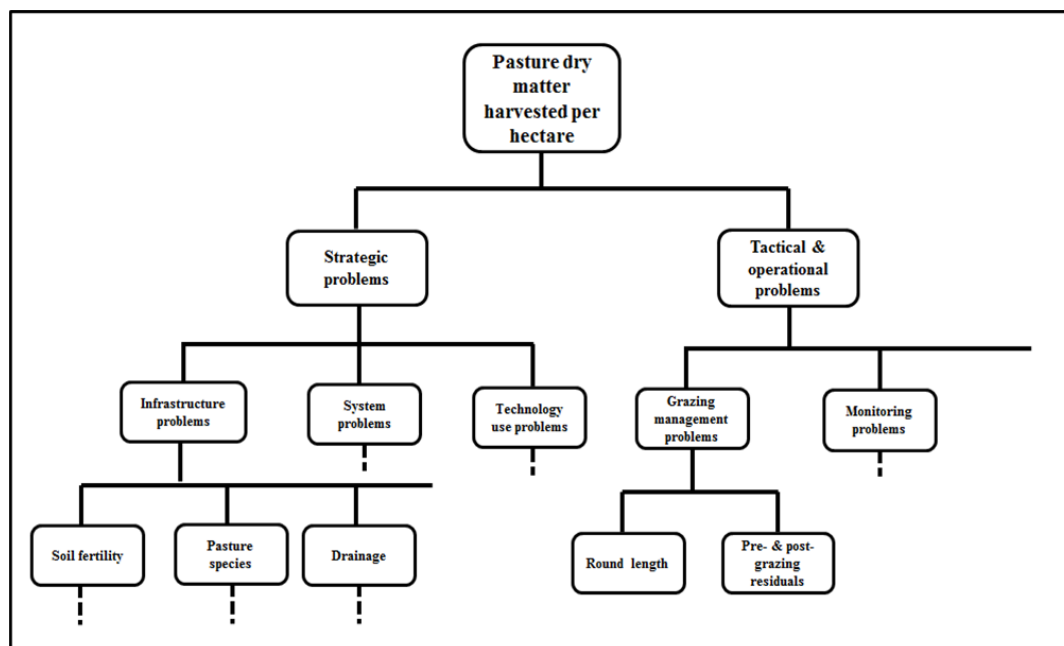 Pasture dry
matter
harvested per
hectare
Strategic
problems
Tactical &
operational
problems
Infrastructure
problems
System
problems
Technology
use problems
Grazing
management
problems
Monitoring
problems
Soil fertility
Pasture
species
Drainage
Round length
Pre- & post-
grazing
residuals